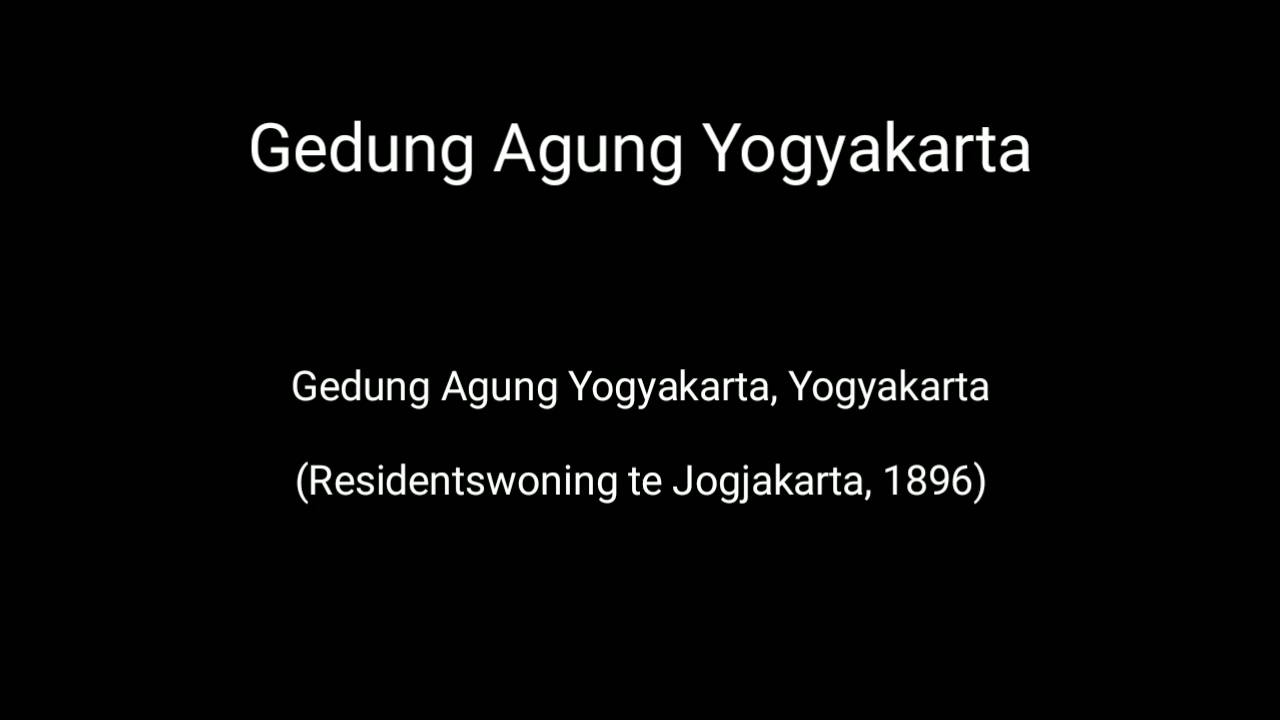 Gedung Agung Yogyakarta
Gedung Agung Yogyakarta, Yogyakarta
(Residentswoning te Jogjakarta, 1896)